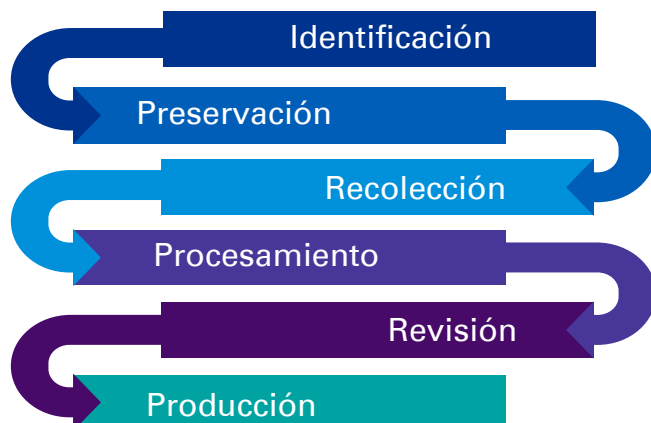 Identificación
Preservación
Recolección
Procesamiento
Revisión
Producción